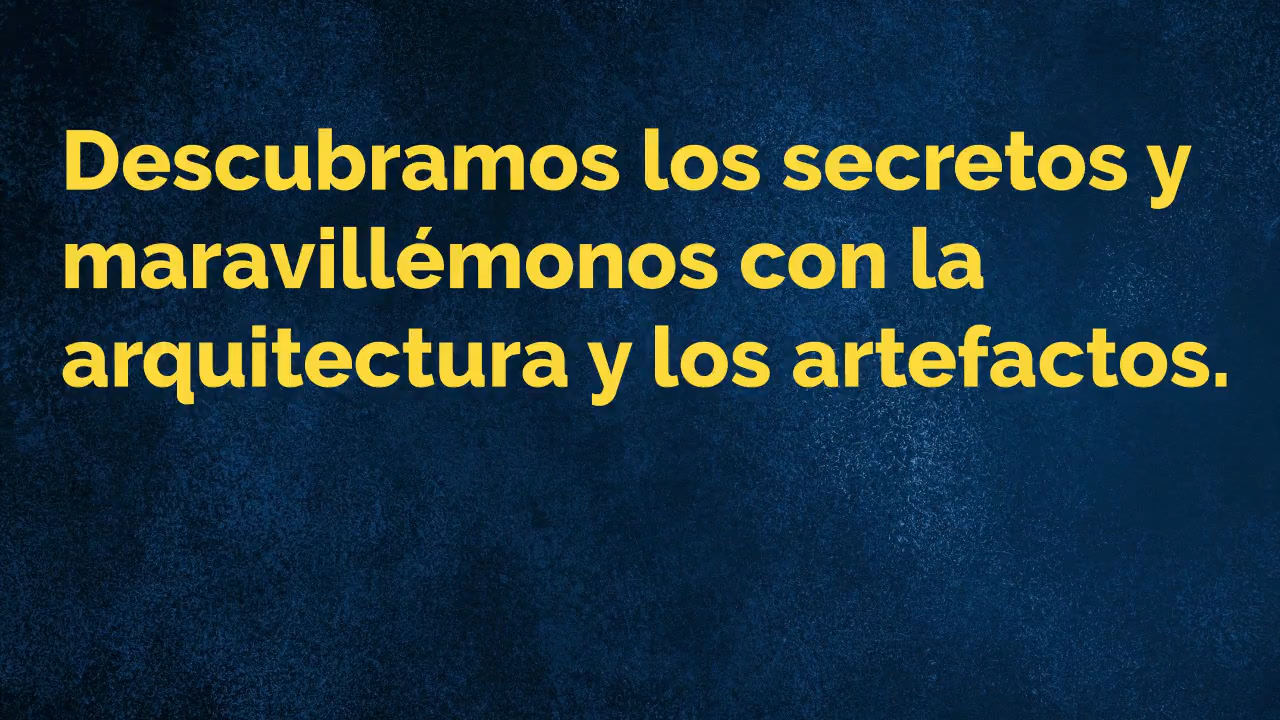 Descubramos los secretos y
maravillémonos con la
arquitectura y los artefactos.